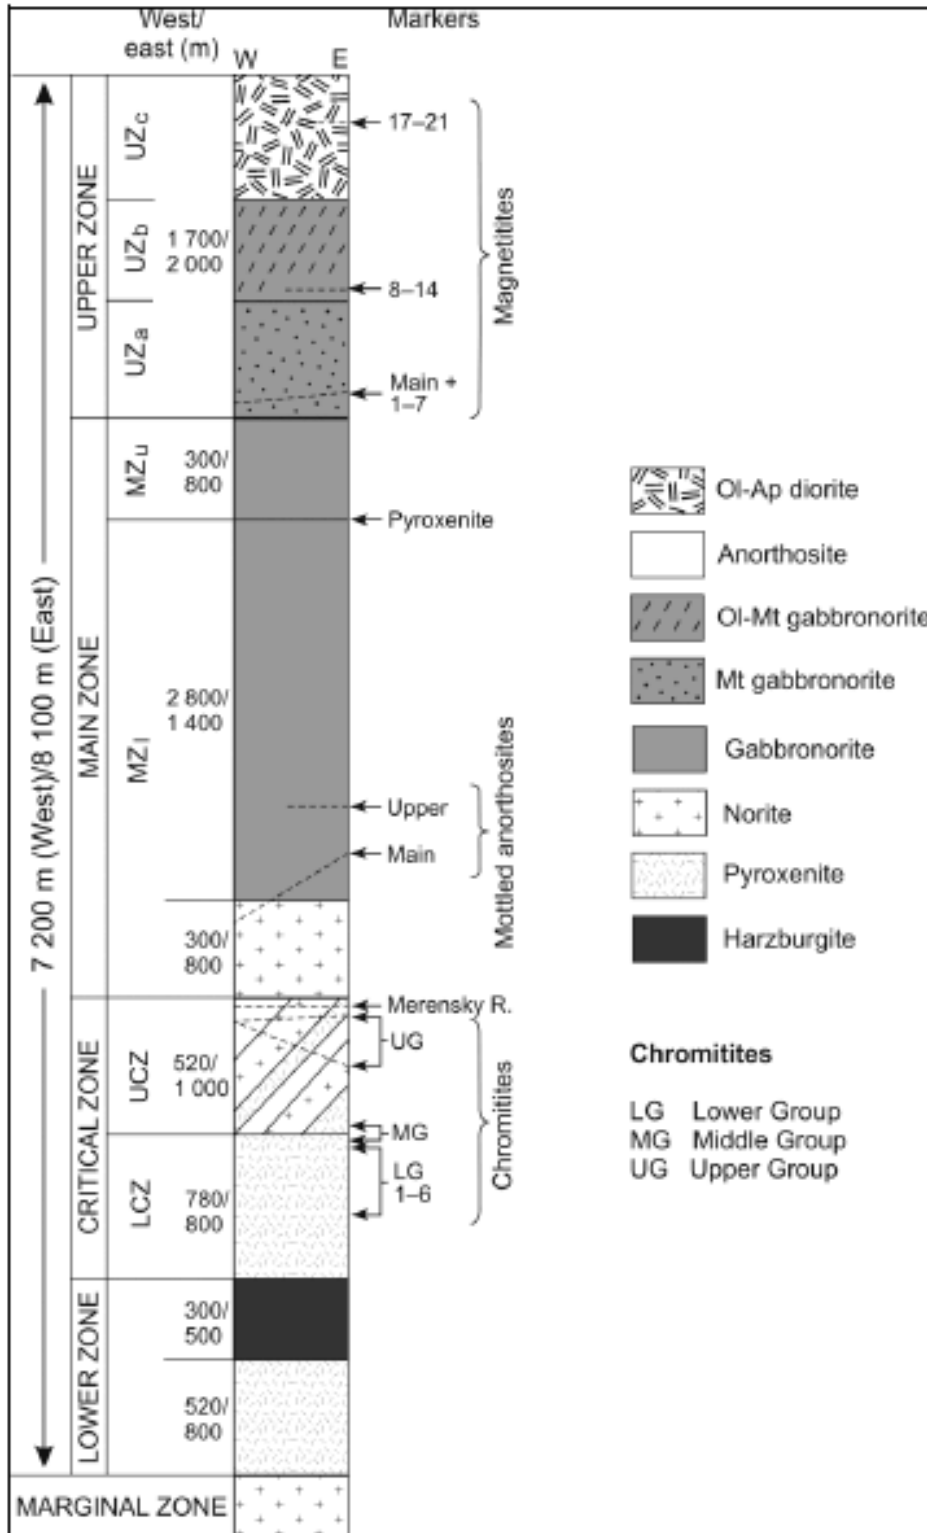 West/
east (m)
Markers
W
E
UPPER ZONE
UZc
UZb
UZa
1 700/
2 000
17–21
8–14
Main +
1–7
Magnetitites
MAIN ZONE
MZu
300/
800
Pyroxenite
MZl
2 800/
1 400
Upper
Main
Mottled anorthosites
300/
800
7 200 m (West)/8 100 m (East)
CRITICAL ZONE
UCZ
520/
1 000
Merensky R.
UG
MG
LCZ
780/
800
LG
1–6
Chromitites
LOWER ZONE
300/
500
520/
800
MARGINAL ZONE
Ol-Ap diorite
Anorthosite
Ol-Mt gabbronorite
Mt gabbronorite
Gabbronorite
Norite
Pyroxenite
Harzburgite
Chromitites
LG Lower Group
MG Middle Group
UG Upper Group